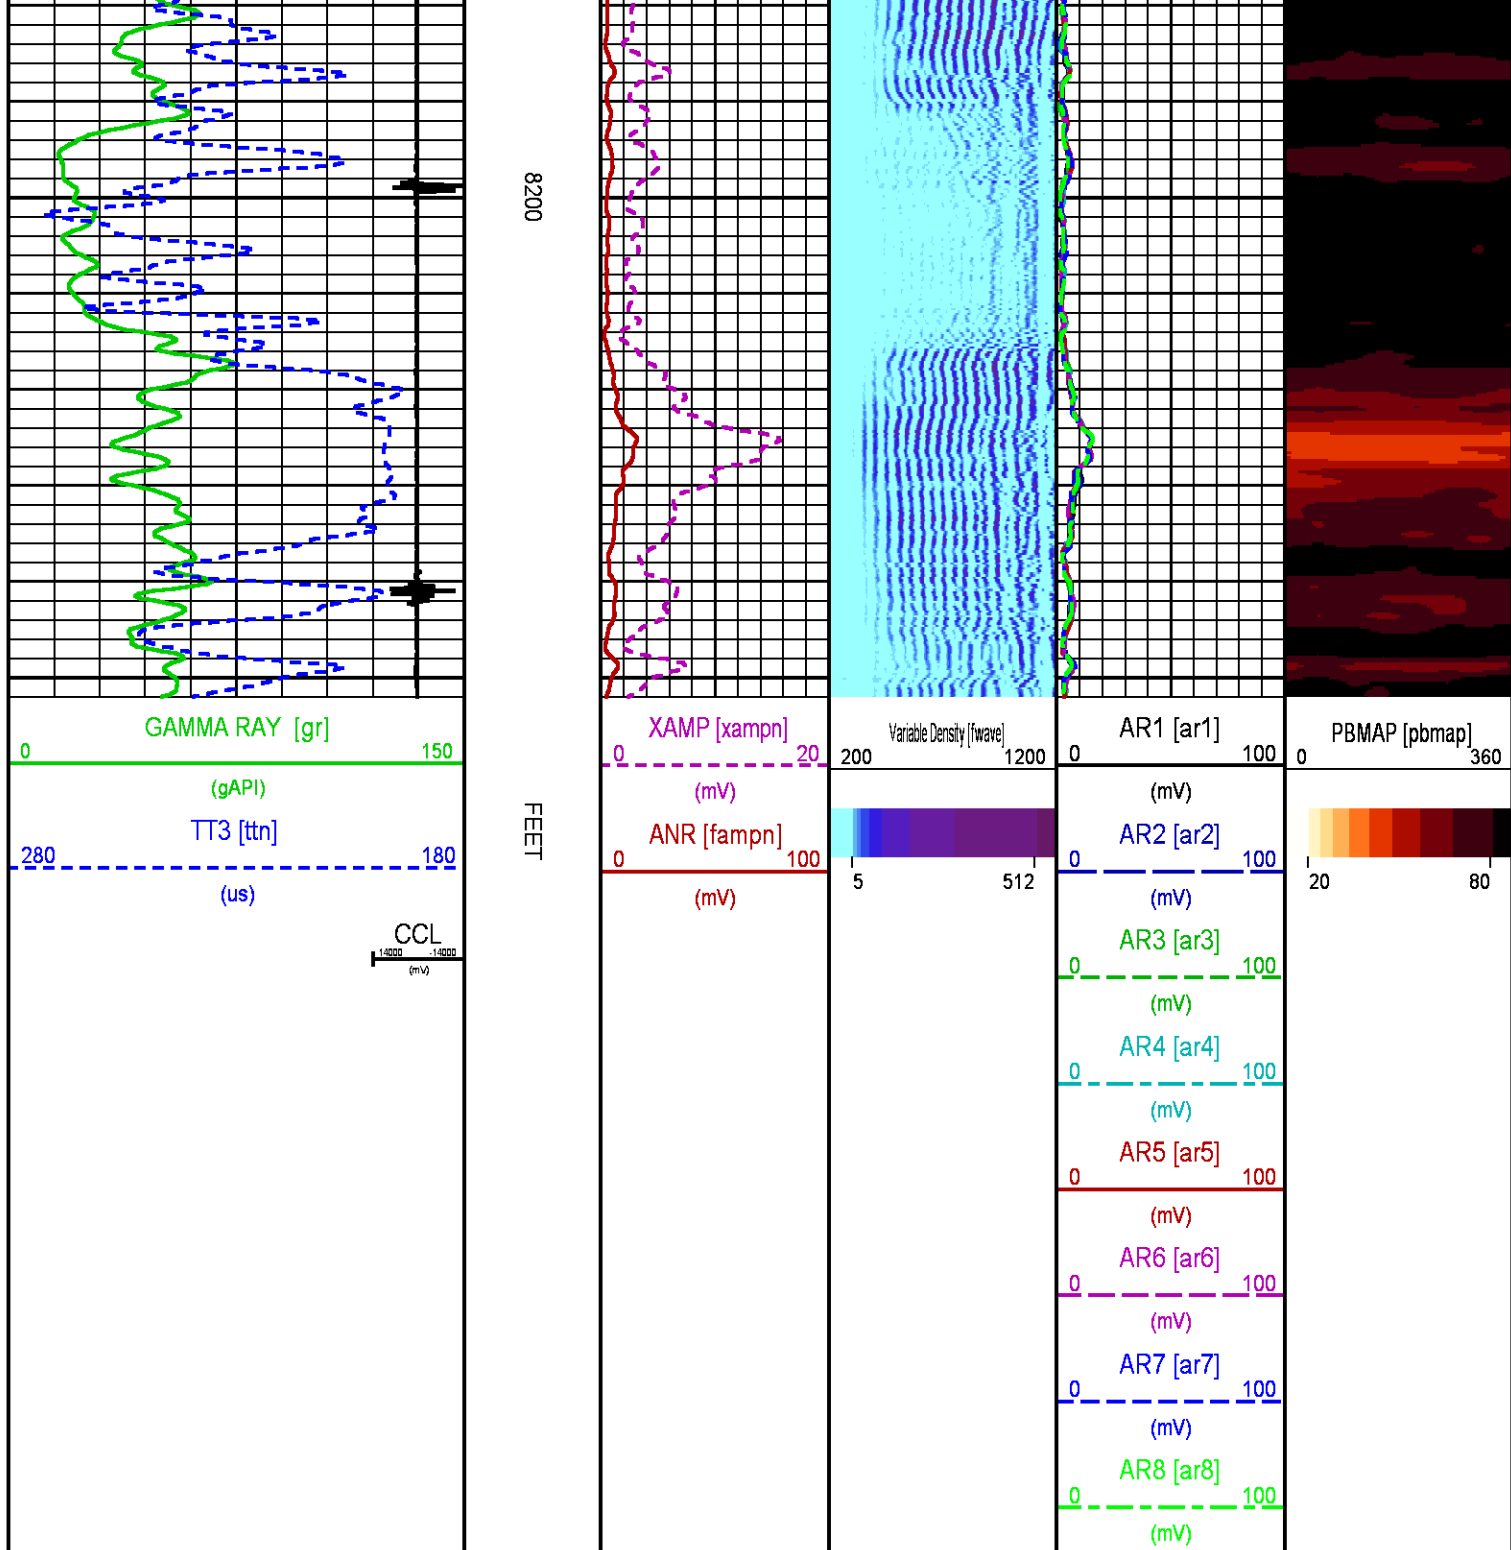 8200
FEET
GAMMA RAY [gr]
0 150
(gAPI)
TT3 [ttn]
280 180
(us)
CCL
14000 -14000
(mV)
XAMP [xampn]
0 20
(mV)
ANR [fampn]
0 100
(mV)
Variable Density [fwave]
200 1200
5 512
AR1 [ar1]
0 100
(mV)
AR2 [ar2]
0 100
(mV)
AR3 [ar3]
0 100
(mV)
AR4 [ar4]
0 100
(mV)
AR5 [ar5]
0 100
(mV)
AR6 [ar6]
0 100
(mV)
AR7 [ar7]
0 100
(mV)
AR8 [ar8]
0 100
(mV)
PBMAP [pbmap]
0 360
20 80